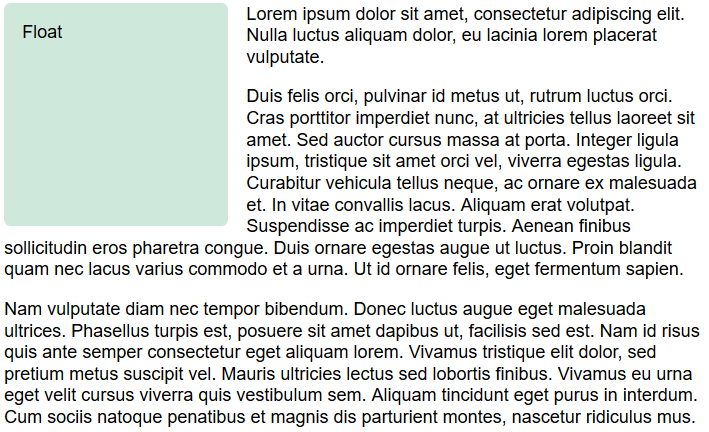 Float
Lorem ipsum dolor sit amet, consectetur adipiscing elit.
Nulla luctus aliquam dolor, eu lacinia lorem placerat
vulputate.
Duis felis orci, pulvinar id metus ut, rutrum luctus orci.
Cras porttitor imperdiet nunc, at ultricies tellus laoreet sit
amet. Sed auctor cursus massa at porta. Integer ligula
ipsum, tristique sit amet orci vel, viverra egestas ligula.
Curabitur vehicula tellus neque, ac ornare ex malesuada
et. In vitae convallis lacus. Aliquam erat volutpat.
Suspendisse ac imperdiet turpis. Aenean finibus
sollicitudin eros pharetra congue. Duis ornare egestas augue ut luctus. Proin blandit
quam nec lacus varius commodo et a urna. Ut id ornare felis, eget fermentum sapien.
Nam vulputate diam nec tempor bibendum. Donec luctus augue eget malesuada
ultrices. Phasellus turpis est, posuere sit amet dapibus ut, facilisis sed est. Nam id risus
quis ante semper consectetur eget aliquam lorem. Vivamus tristique elit dolor, sed
pretium metus suscipit vel. Mauris ultricies lectus sed lobortis finibus. Vivamus eu urna
eget velit cursus viverra quis vestibulum sem. Aliquam tincidunt eget purus in interdum.
Cum sociis natoque penatibus et magnis dis parturient montes, nascetur ridiculus mus.